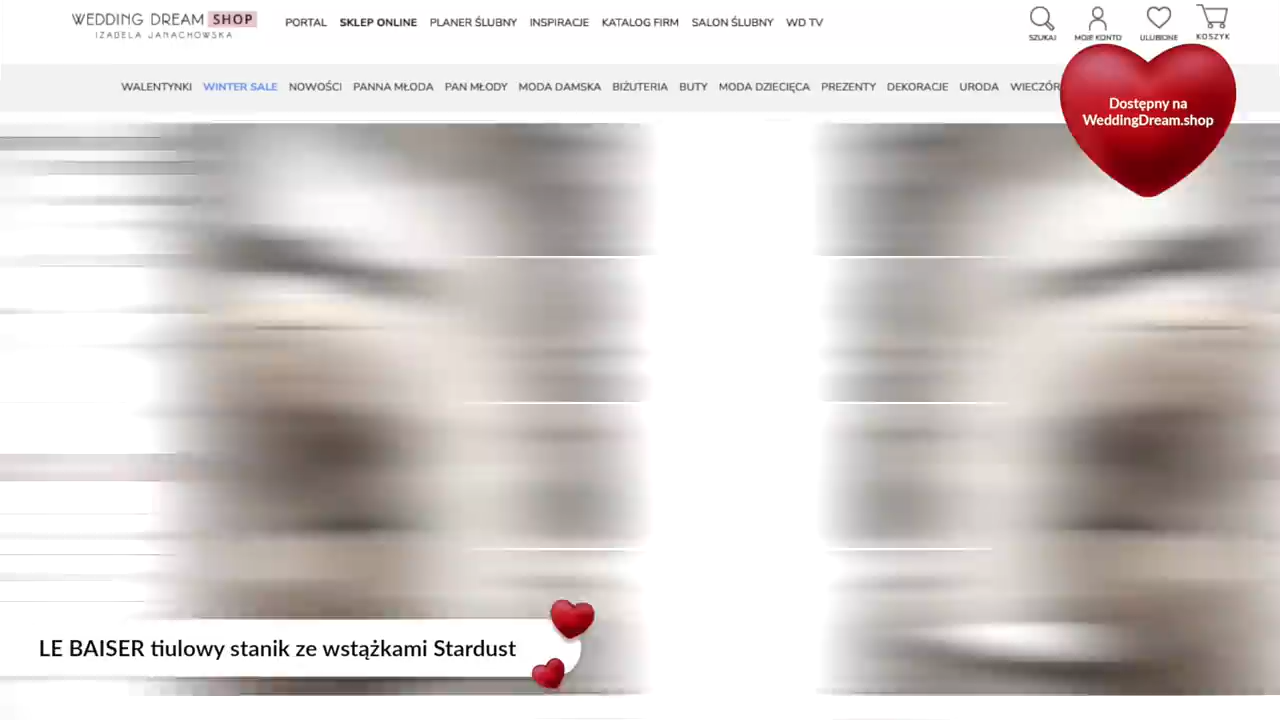 WEDDING DREAM SHOP
IZABELA JANACHOWSKA
PORTAL SKLEP ONLINE PLANER ŚLUBNY INSPIRACJE KATALOG FIRM SALON ŚLUBNY WD TV
SZUKAJ MOJE KONTO ULUBIONE KOSZYK
WALENTYNKI WINTER SALE NOWOŚCI PANNA MŁODA PAN MŁODY MODA DAMSKA BIŻUTERIA BUTY MODA DZIECIĘCA PREZENTY DEKORACJE URODA WIECZÓR
Dostępny na
WeddingDream.shop
LE BAISER tiulowy stanik ze wstążkami Stardust